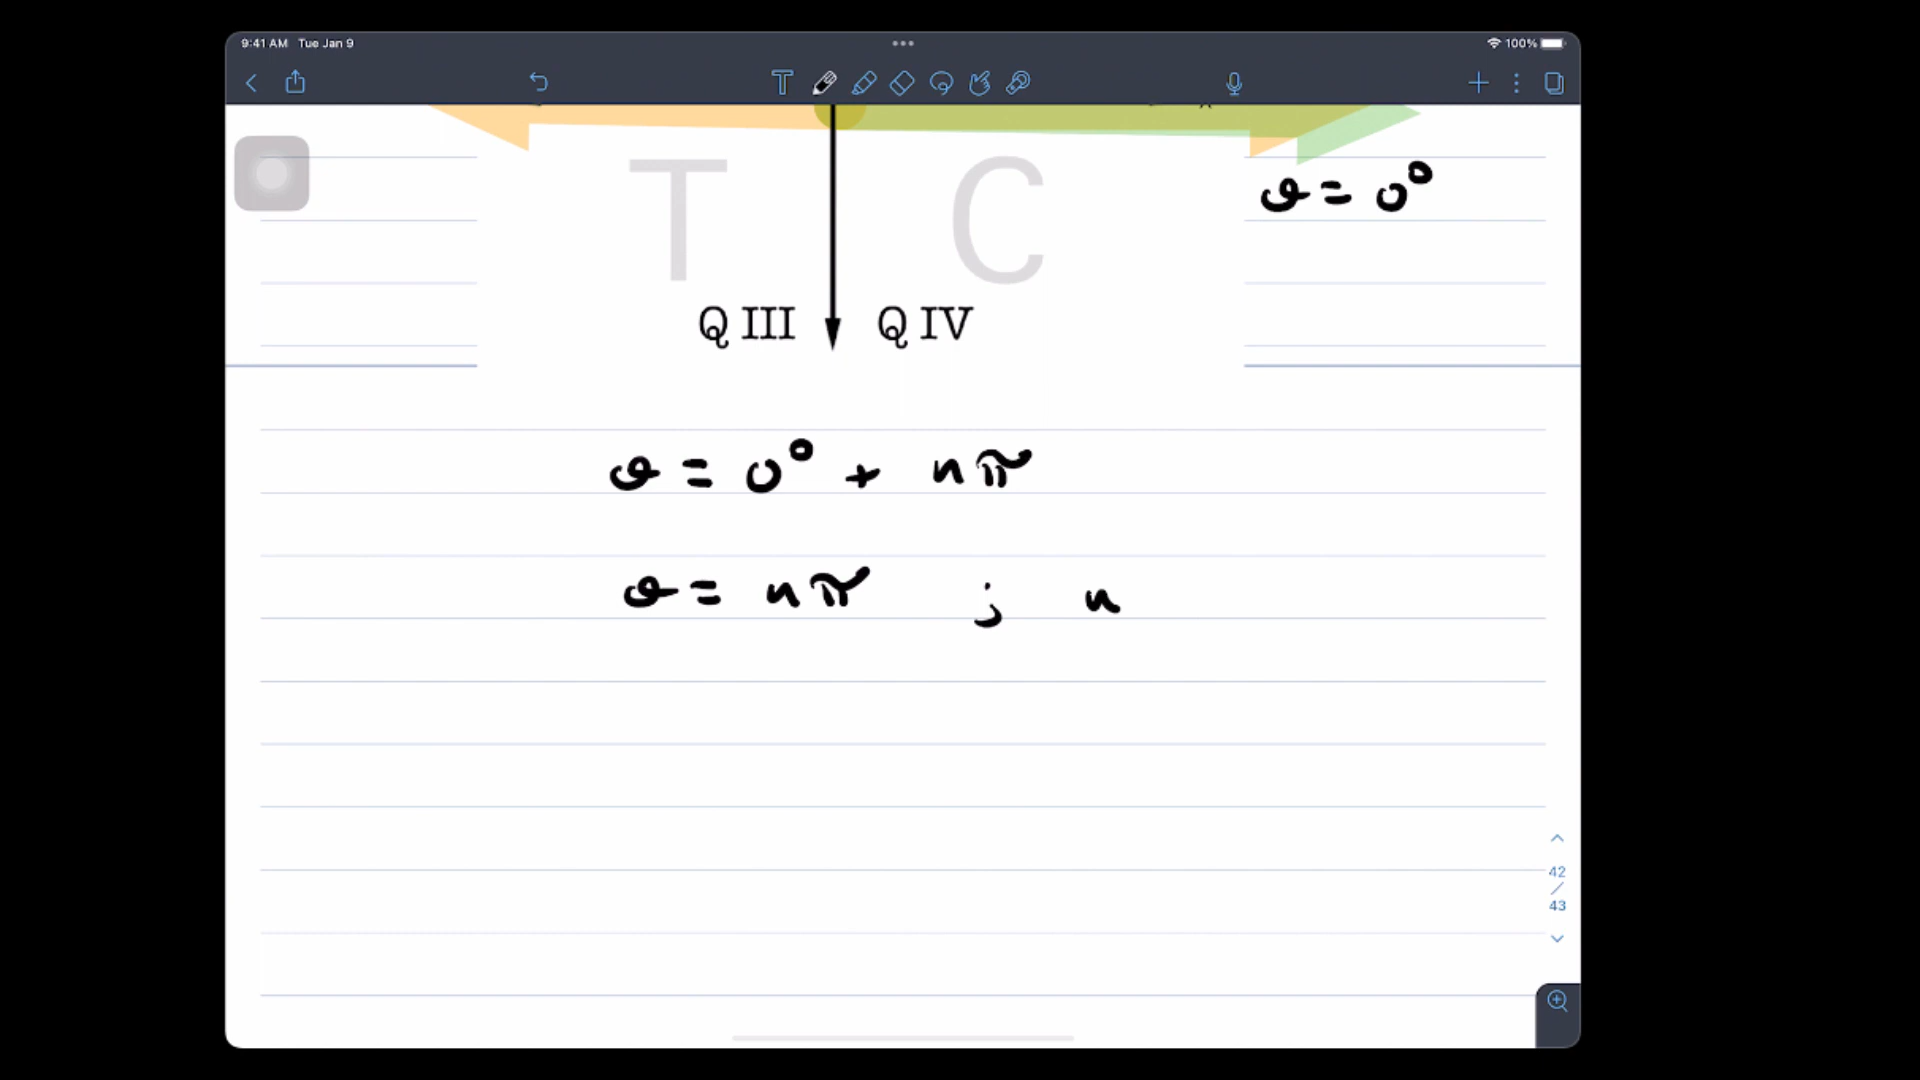 9:41 AM Tue Jan 9
100%
T C
θ = 0°
Q III Q IV
θ = 0° + nπ
θ = nπ ; n
42
/
43